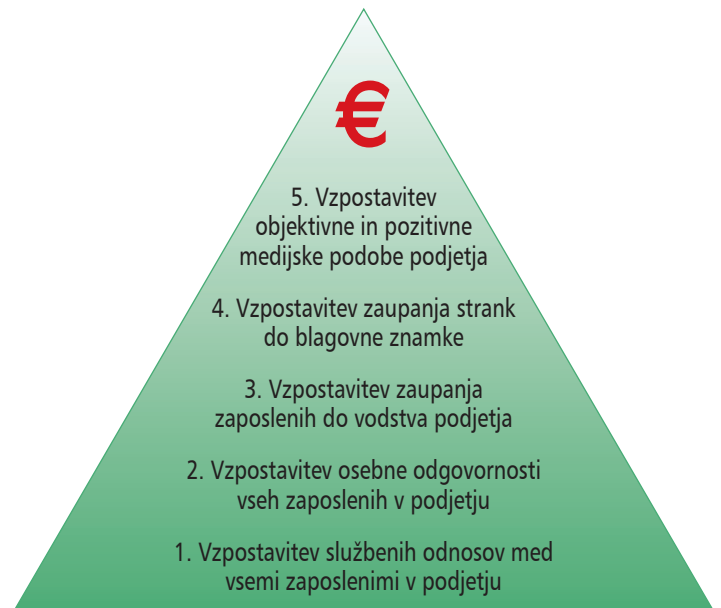 €
5. Vzpostavitev
objektivne in pozitivne
medijske podobe podjetja
4. Vzpostavitev zaupanja strank
do blagovne znamke
3. Vzpostavitev zaupanja
zaposlenih do vodstva podjetja
2. Vzpostavitev osebne odgovornosti
vseh zaposlenih v podjetju
1. Vzpostavitev službenih odnosov med
vsemi zaposlenimi v podjetju